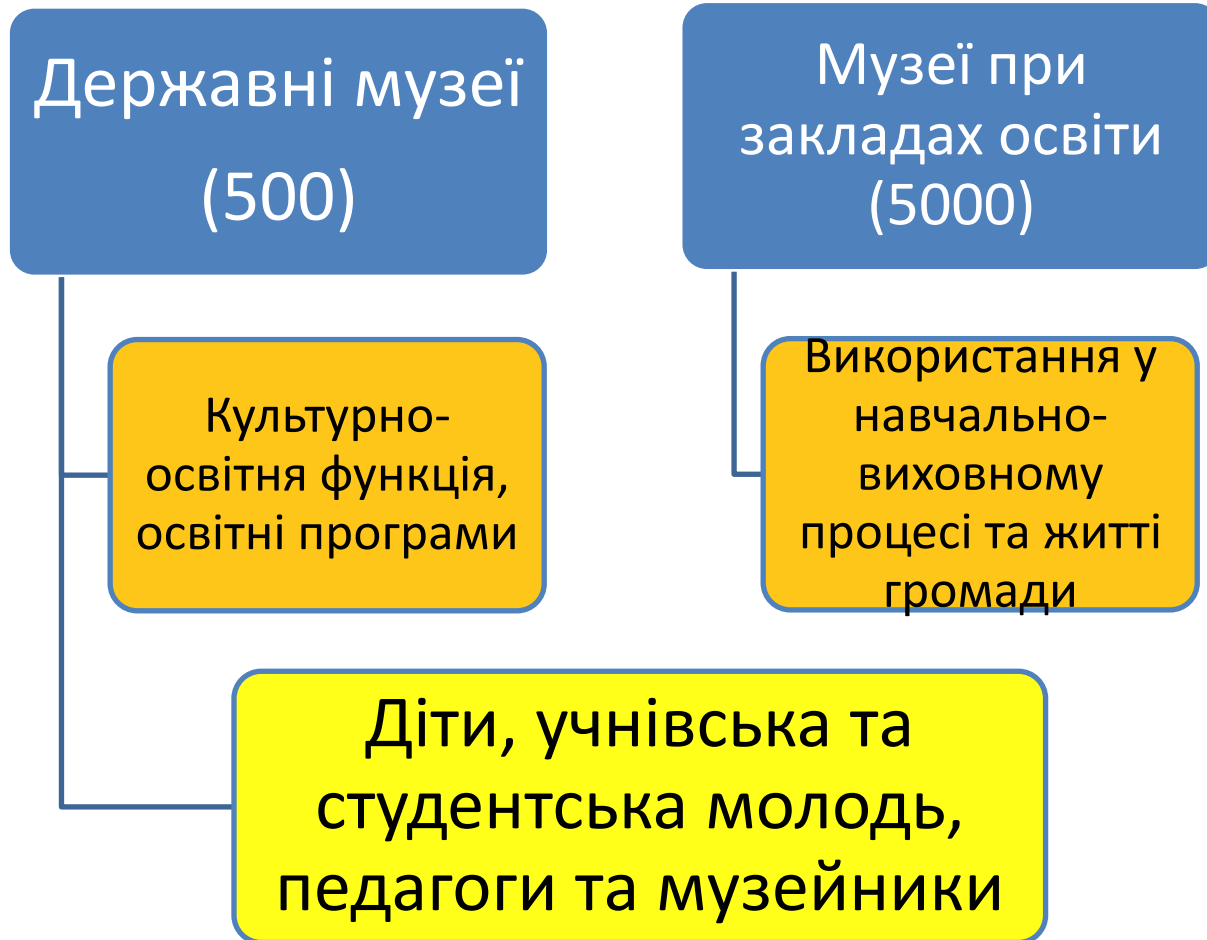 Державні музеї
(500)
Музеї при
закладах освіти
(5000)
Культурно-
освітня функція,
освітні програми
Використання у
навчально-
виховному
процесі та житті
громади
Діти, учнівська та
студентська молодь,
педагоги та музейники